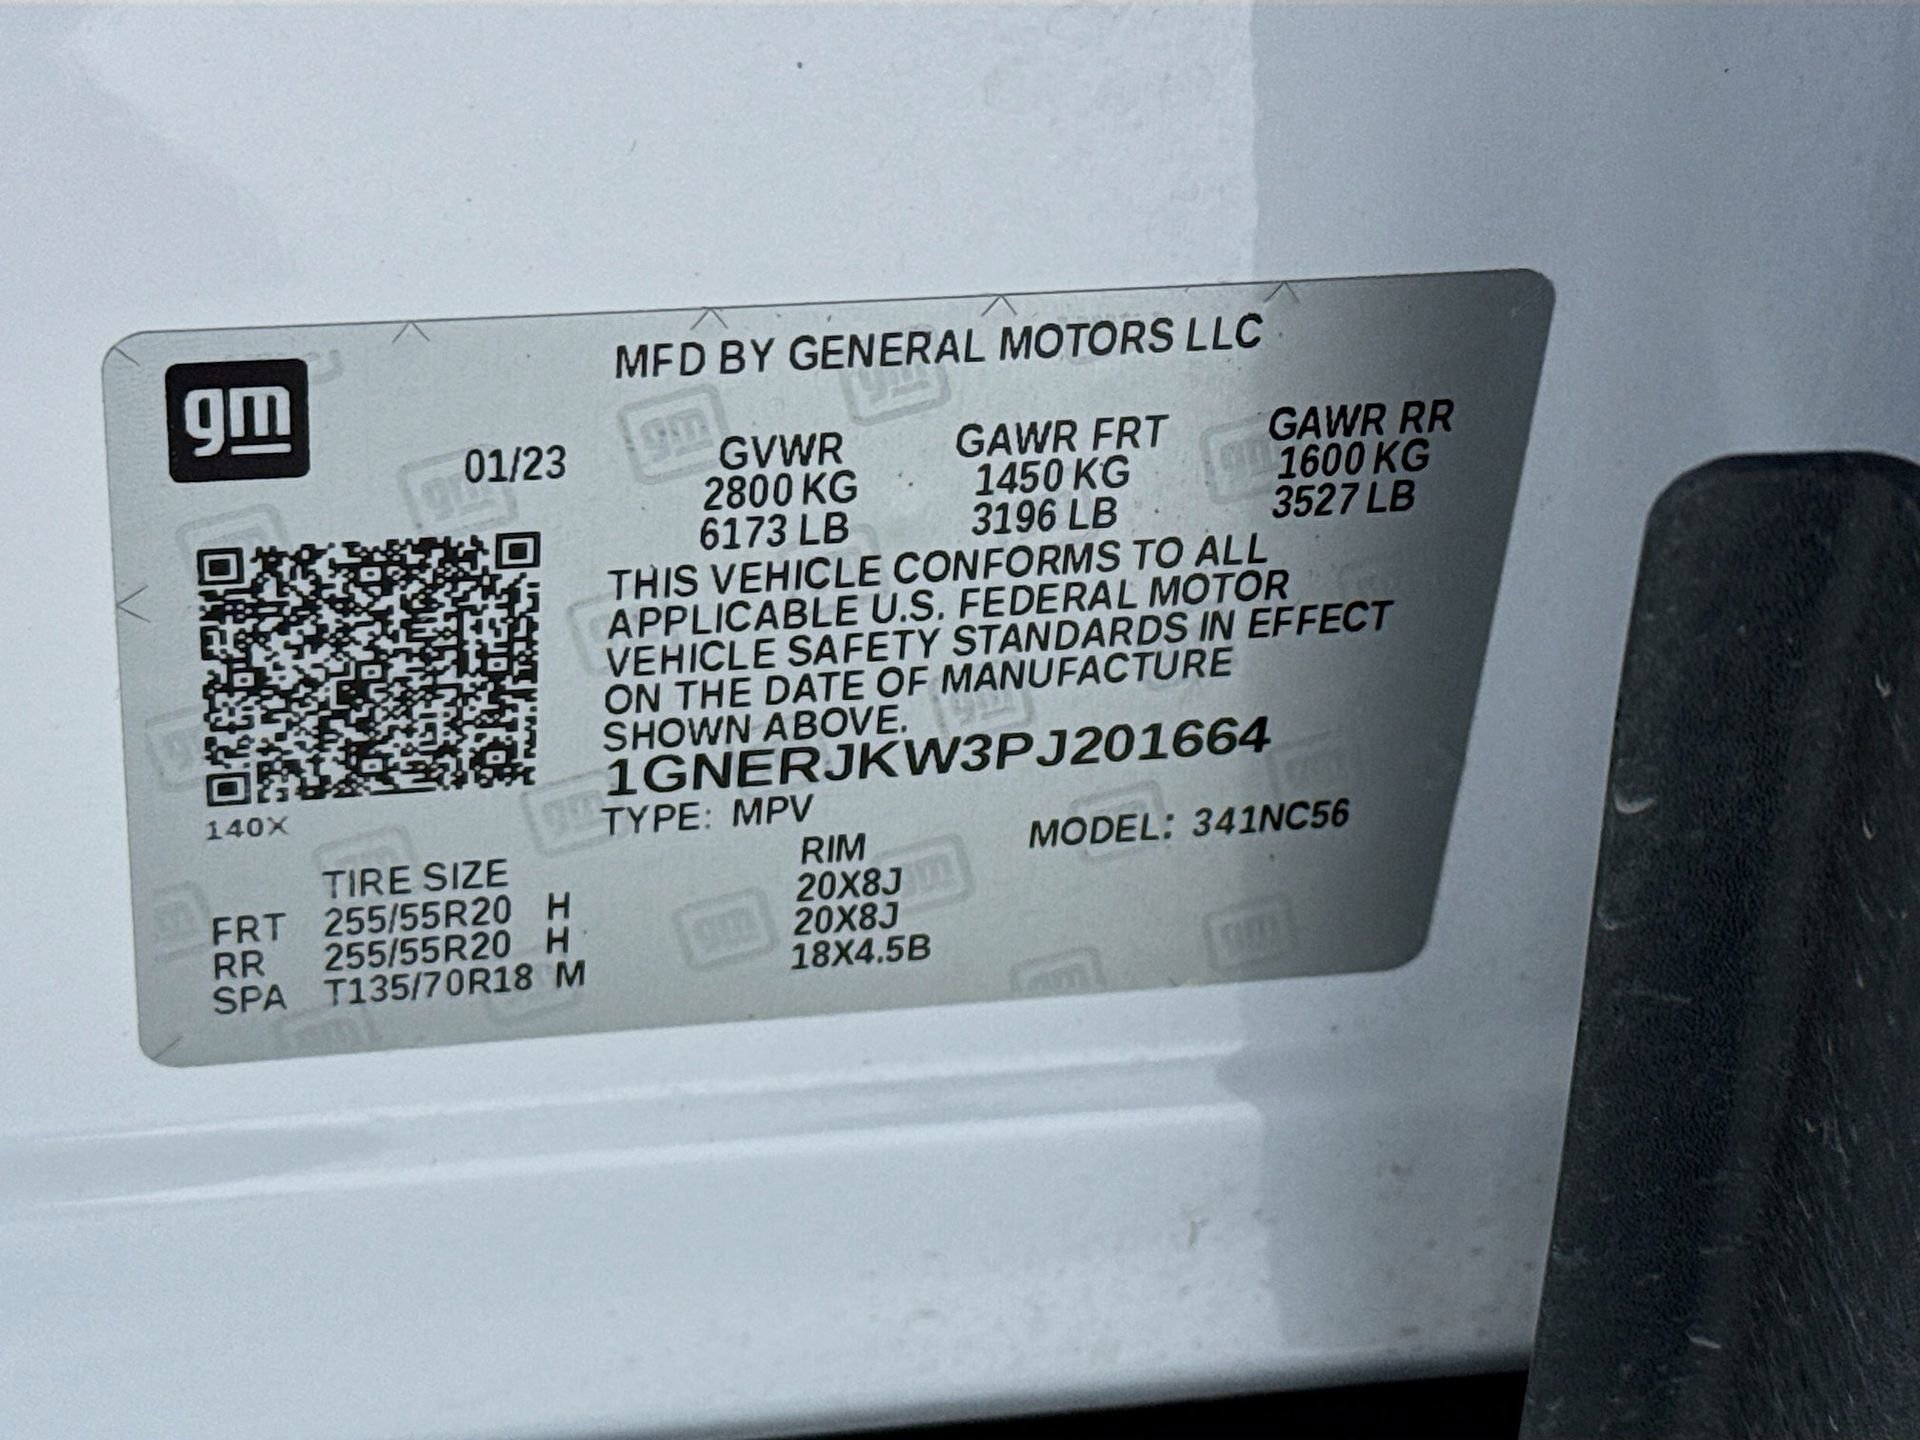 gm
MFD BY GENERAL MOTORS LLC
01/23
GVWR GAWR FRT GAWR RR
2800 KG 1450 KG 1600 KG
6173 LB 3196 LB 3527 LB
THIS VEHICLE CONFORMS TO ALL
APPLICABLE U.S. FEDERAL MOTOR
VEHICLE SAFETY STANDARDS IN EFFECT
ON THE DATE OF MANUFACTURE
SHOWN ABOVE.
1GNERJKW3PJ201664
140X
TYPE: MPV MODEL: 341NC56
TIRE SIZE RIM
FRT 255/55R20 H 20X8J
RR 255/55R20 H 20X8J
SPA T135/70R18 M 18X4.5B